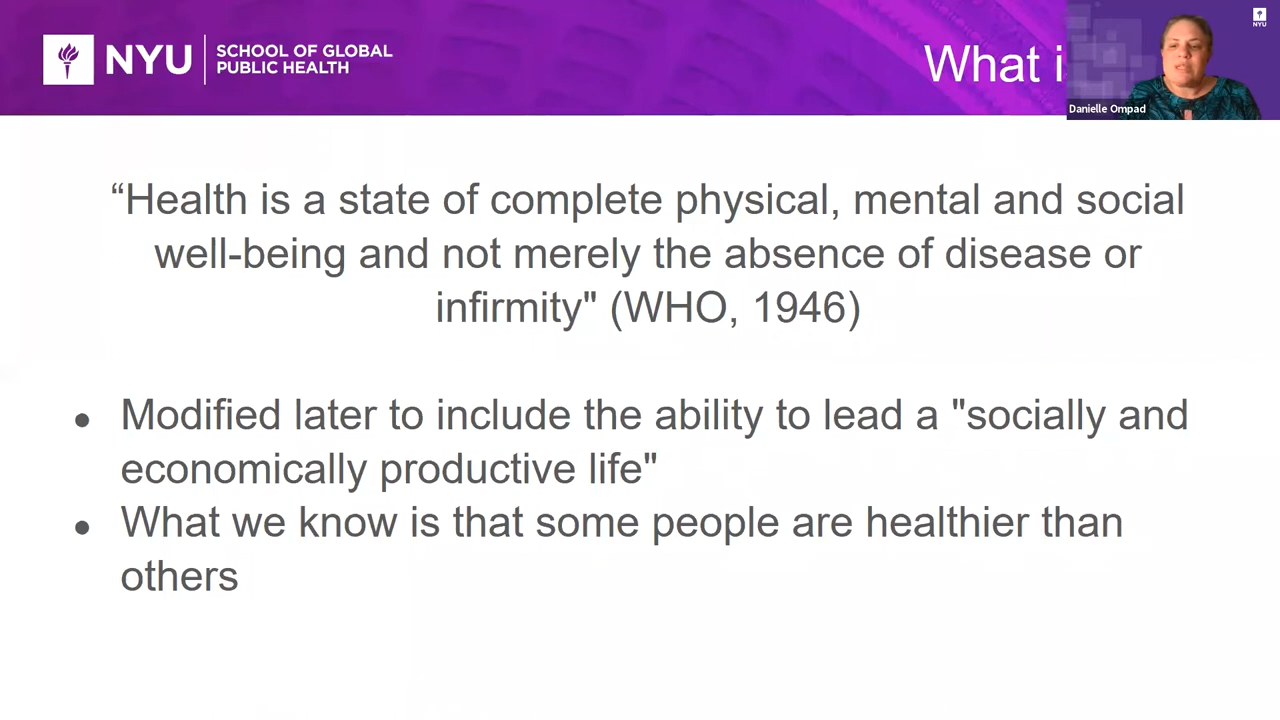 NYU
SCHOOL OF GLOBAL
PUBLIC HEALTH
What i
NYU
Danielle Ompad
“Health is a state of complete physical, mental and social
well-being and not merely the absence of disease or
infirmity" (WHO, 1946)
● Modified later to include the ability to lead a "socially and
economically productive life"
● What we know is that some people are healthier than
others